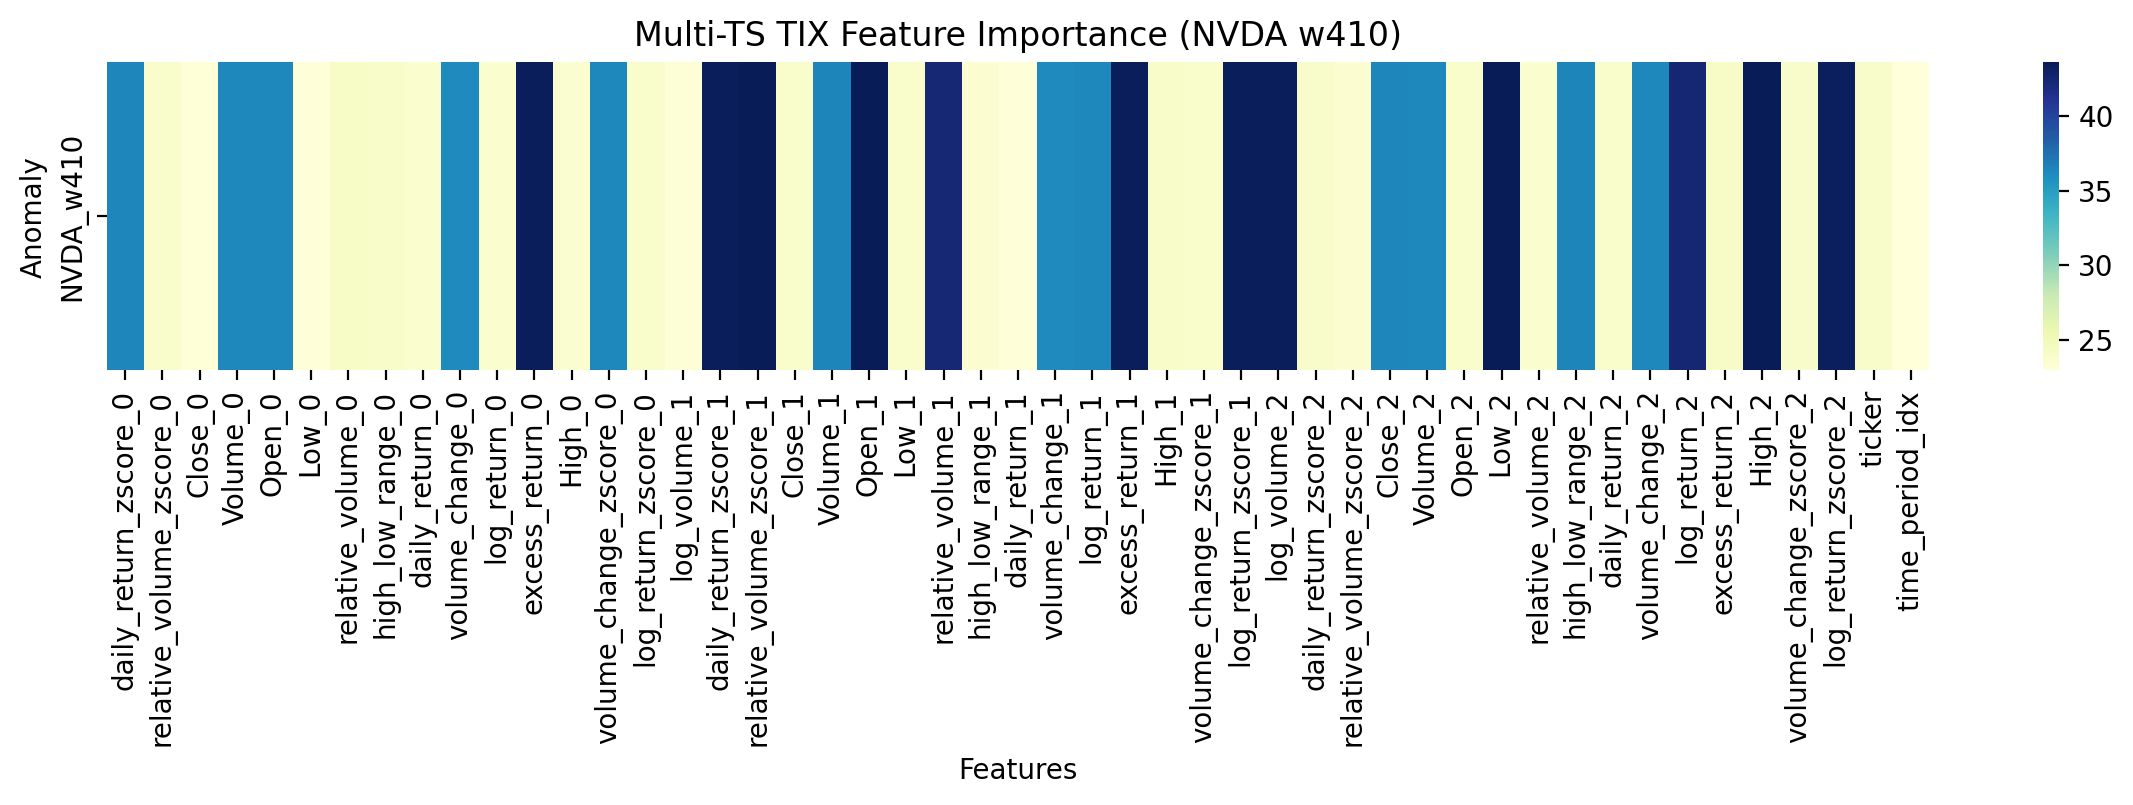 Multi-TS TIX Feature Importance (NVDA w410)
Anomaly
NVDA_w410
40
35
30
25
daily_return_zscore_0
relative_volume_zscore_0
Close_0
Volume_0
Open_0
Low_0
relative_volume_0
high_low_range_0
daily_return_0
volume_change_0
log_return_0
excess_return_0
High_0
volume_change_zscore_0
log_return_zscore_0
log_volume_1
daily_return_zscore_1
relative_volume_zscore_1
Close_1
Volume_1
Open_1
Low_1
relative_volume_1
high_low_range_1
daily_return_1
volume_change_1
log_return_1
excess_return_1
High_1
volume_change_zscore_1
log_return_zscore_1
log_volume_2
daily_return_zscore_2
relative_volume_zscore_2
Close_2
Volume_2
Open_2
Low_2
relative_volume_2
high_low_range_2
daily_return_2
volume_change_2
log_return_2
excess_return_2
High_2
volume_change_zscore_2
log_return_zscore_2
ticker
time_period_idx
Features